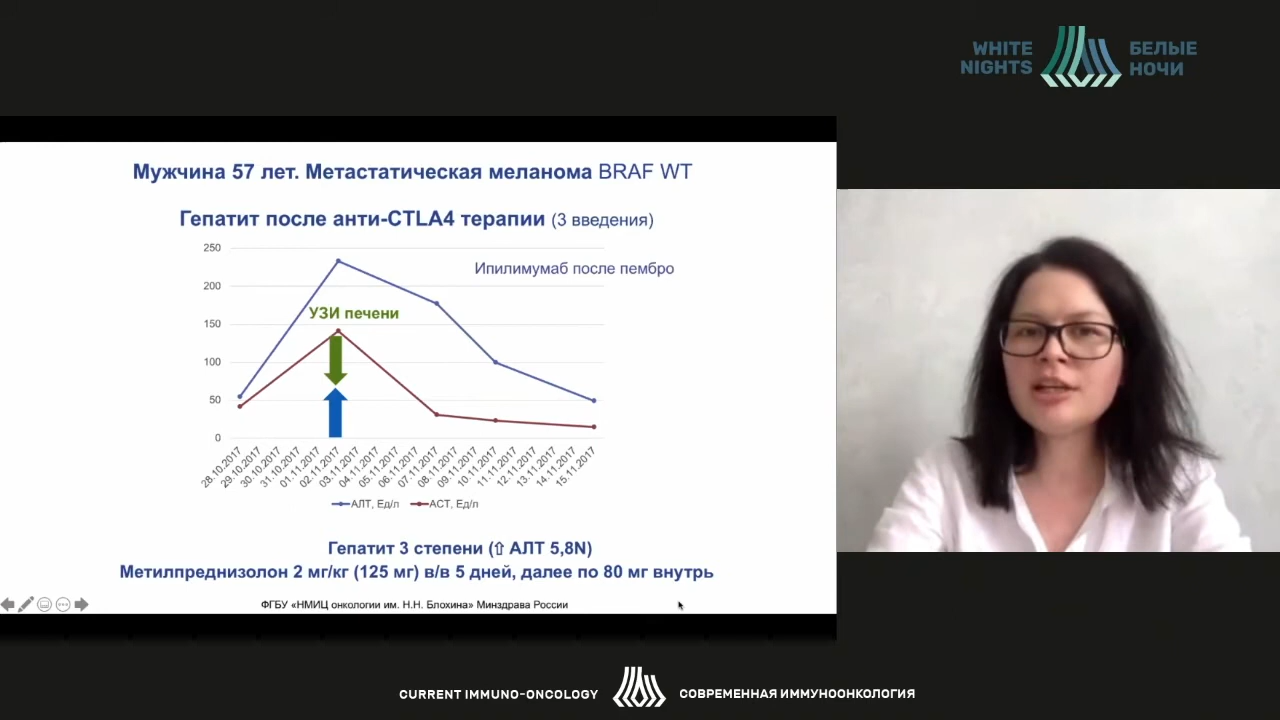 WHITE
NIGHTS
БЕЛЫЕ
НОЧИ
Мужчина 57 лет. Метастатическая меланома BRAF WT
Гепатит после анти-CTLA4 терапии (3 введения)
250
200
150
100
50
0
Ипилимумаб после пембро
УЗИ печени
28.10.2017
29.10.2017
30.10.2017
31.10.2017
01.11.2017
02.11.2017
03.11.2017
04.11.2017
05.11.2017
06.11.2017
07.11.2017
08.11.2017
09.11.2017
10.11.2017
11.11.2017
12.11.2017
13.11.2017
14.11.2017
15.11.2017
АЛТ, Ед/л АСТ, Ед/л
Гепатит 3 степени (⇧ АЛТ 5,8N)
Метилпреднизолон 2 мг/кг (125 мг) в/в 5 дней, далее по 80 мг внутрь
ФГБУ «НМИЦ онкологии им. Н.Н. Блохина» Минздрава России
CURRENT IMMUNO-ONCOLOGY
СОВРЕМЕННАЯ ИММУНООНКОЛОГИЯ